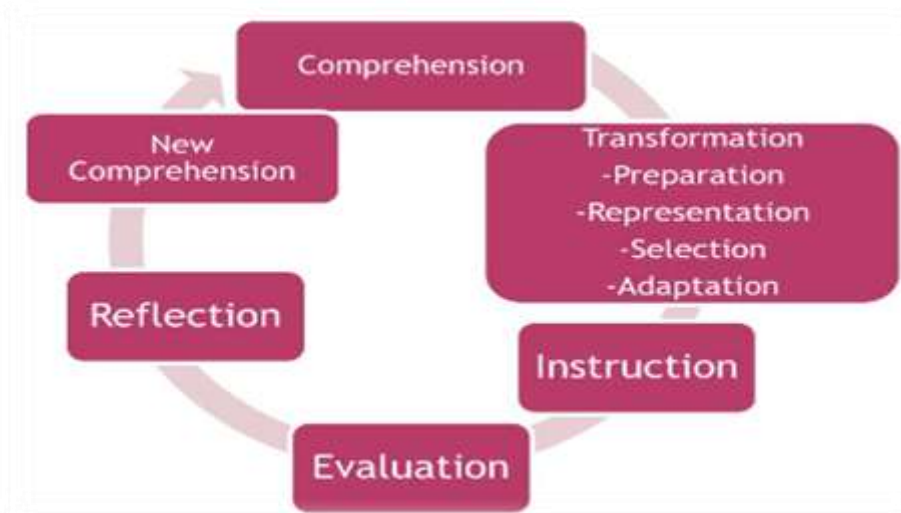 Comprehension
Transformation
-Preparation
-Representation
-Selection
-Adaptation
Instruction
Evaluation
Reflection
New
Comprehension